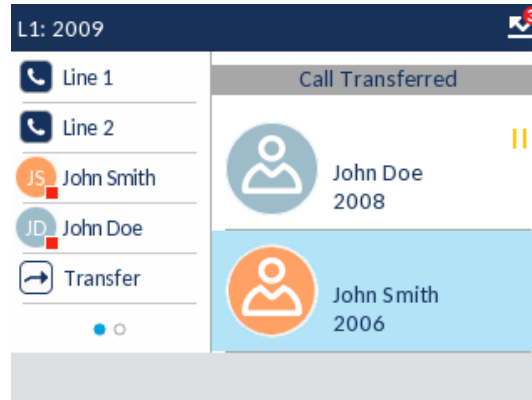 L1: 2009
Line 1
Line 2
JS John Smith
JD John Doe
Transfer
Call Transferred
John Doe
2008
John Smith
2006